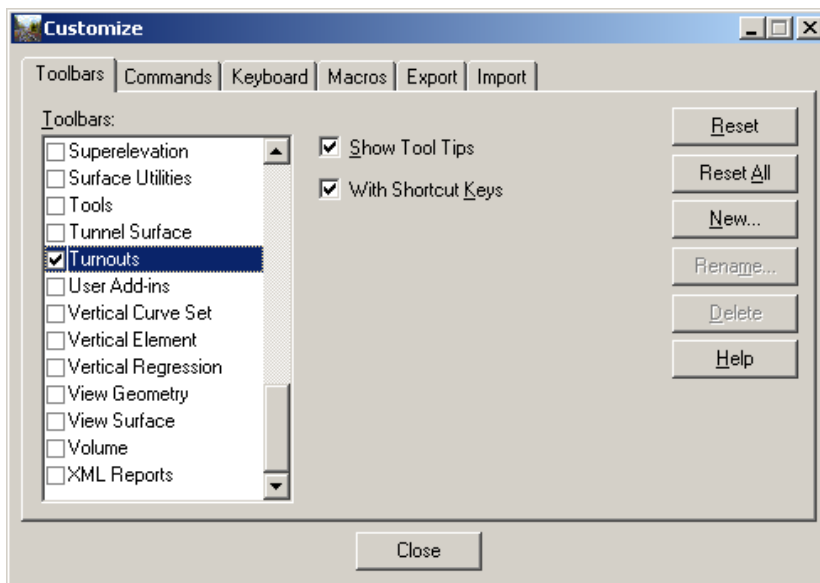 Customize
Toolbars Commands Keyboard Macros Export Import
Toolbars:
Superelevation
Surface Utilities
Tools
Tunnel Surface
Turnouts
User Add-ins
Vertical Curve Set
Vertical Element
Vertical Regression
View Geometry
View Surface
Volume
XML Reports
Show Tool Tips
With Shortcut Keys
Reset
Reset All
New...
Rename...
Delete
Help
Close